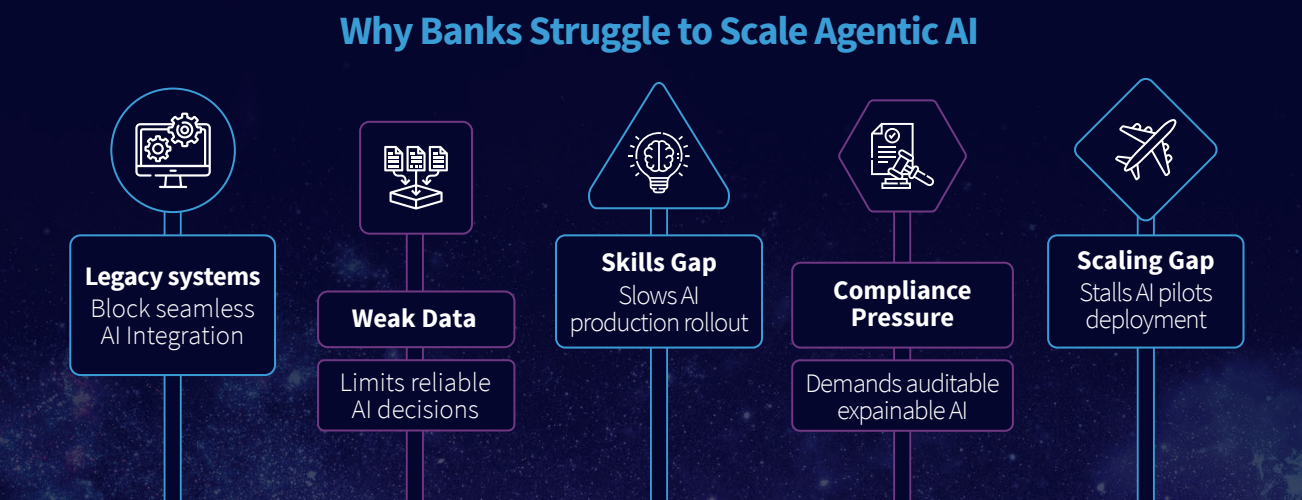 Why Banks Struggle to Scale Agentic AI
Legacy systems
Block seamless
AI Integration
Weak Data
Limits reliable
AI decisions
Skills Gap
Slows AI
production rollout
Compliance
Pressure
Demands auditable
expainable AI
Scaling Gap
Stalls AI pilots
deployment